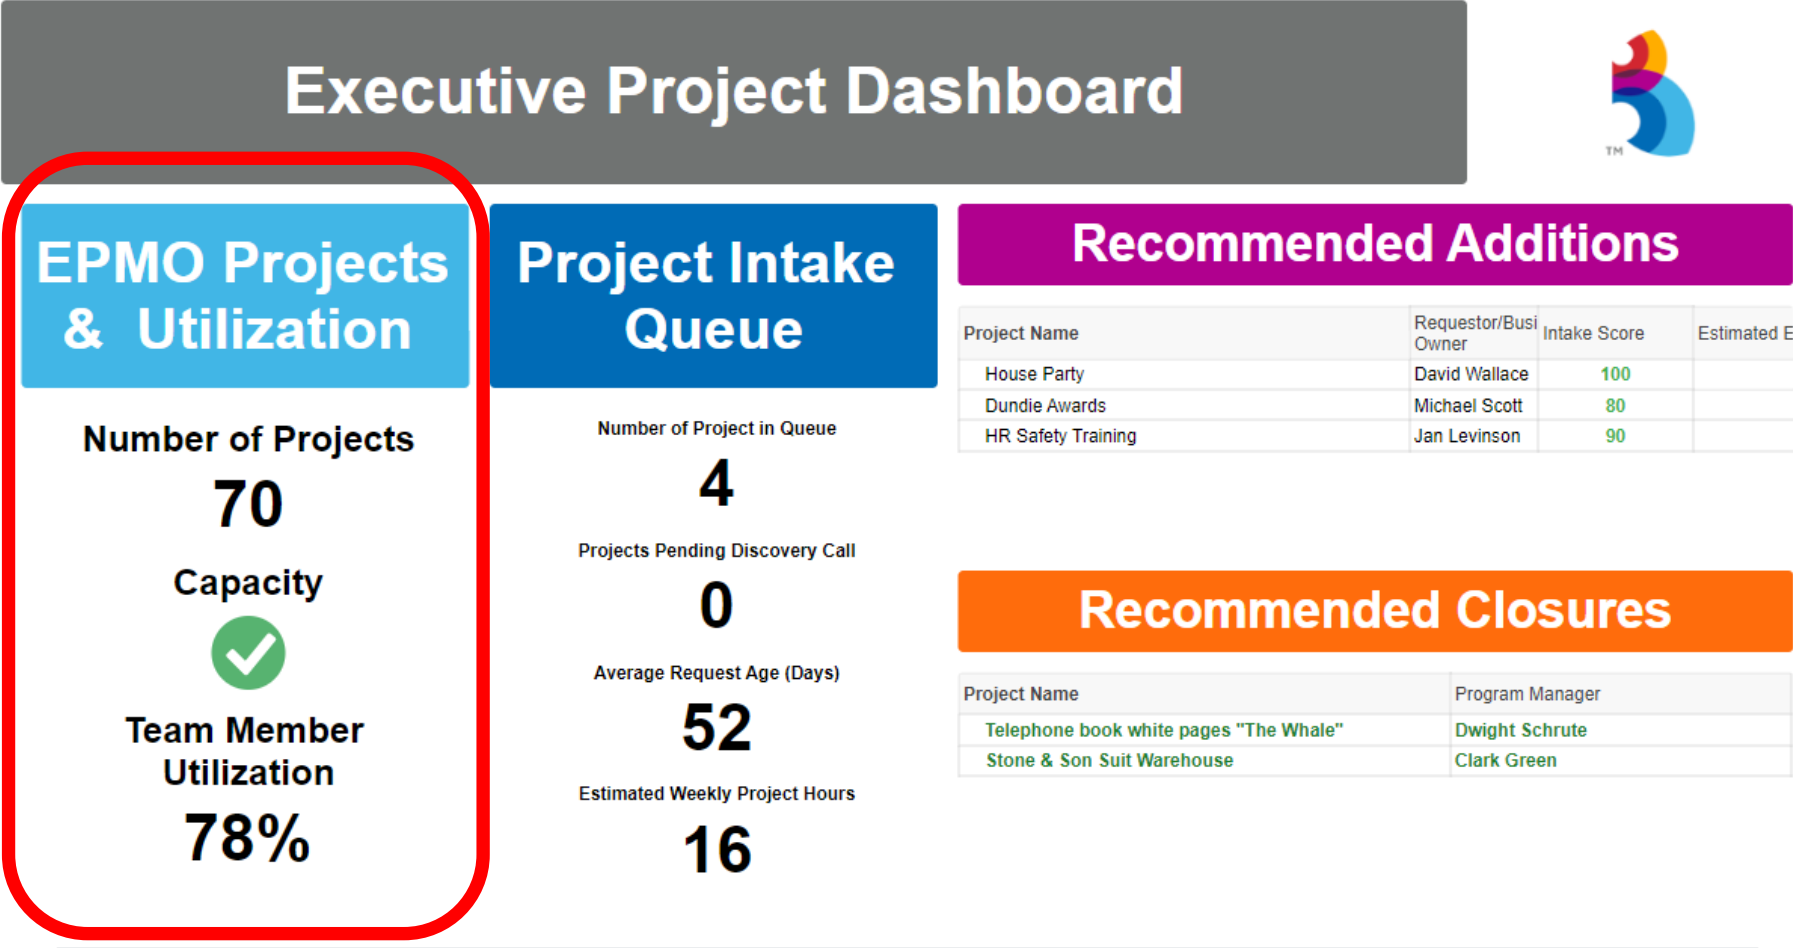 Executive Project Dashboard
TM
EPMO Projects
& Utilization
Number of Projects
70
Capacity
Team Member
Utilization
78%
Project Intake
Queue
Number of Project in Queue
4
Projects Pending Discovery Call
0
Average Request Age (Days)
52
Estimated Weekly Project Hours
16
Recommended Additions
Project Name Requestor/Busi Owner Intake Score Estimated E
House Party David Wallace 100
Dundie Awards Michael Scott 80
HR Safety Training Jan Levinson 90
Recommended Closures
Project Name Program Manager
Telephone book white pages "The Whale" Dwight Schrute
Stone & Son Suit Warehouse Clark Green